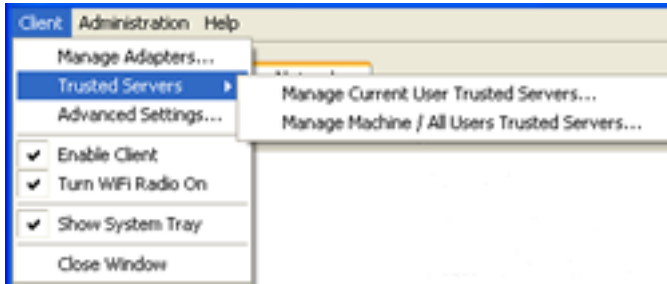 Client Administration Help
Manage Adapters...
Trusted Servers
Manage Current User Trusted Servers...
Advanced Settings...
Manage Machine / All Users Trusted Servers...
Enable Client
Turn WiFi Radio On
Show System Tray
Close Window